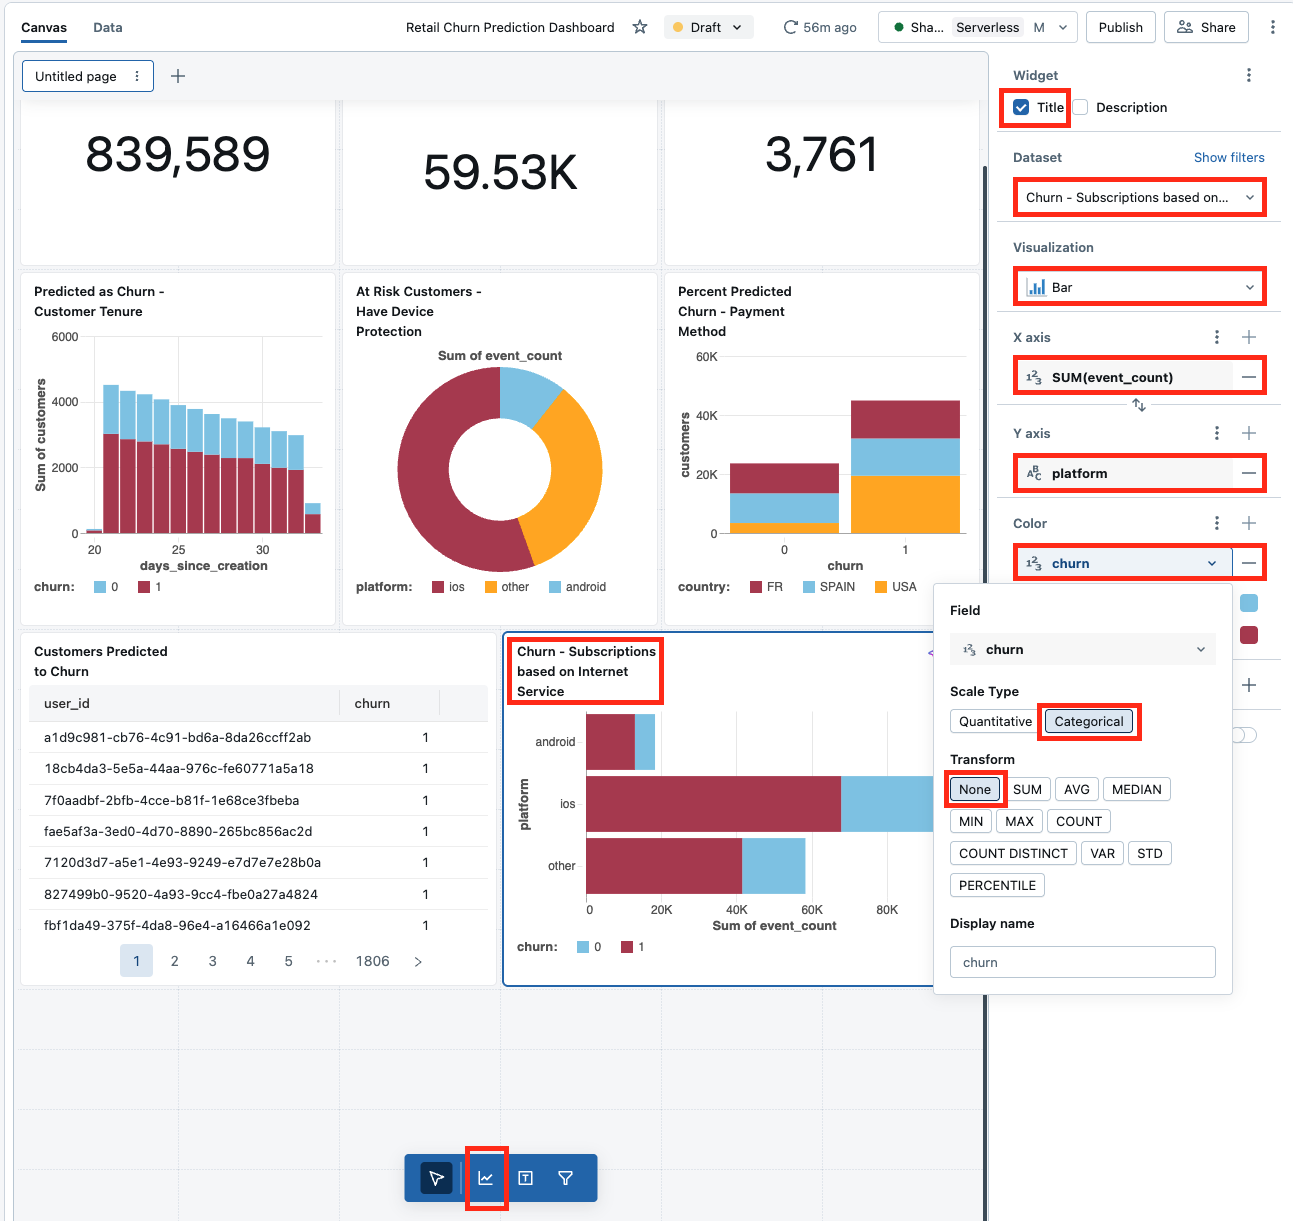 Canvas
Data
Retail Churn Prediction Dashboard
Draft
56m ago
Sha... Serverless M
Publish
Share
Untitled page
839,589
59.53K
3,761
Predicted as Churn -
Customer Tenure
6000
4000
2000
0
Sum of customers
20 25 30
days_since_creation
churn: 0 1
At Risk Customers -
Have Device
Protection
Sum of event_count
platform: ios other android
Percent Predicted
Churn - Payment
Method
60K
40K
20K
0
customers
0 1
churn
country: FR SPAIN USA
Customers Predicted
to Churn
user_id churn
a1d9c981-cb76-4c91-bd6a-8da26ccff2ab 1
18cb4da3-5e5a-44aa-976c-fe60771a5a18 1
7f0aadbf-2bfb-4cce-b81f-1e68ce3fbeba 1
fae5af3a-3ed0-4d70-8890-265bc856ac2d 1
7120d3d7-a5e1-4e93-9249-e7d7e7e28b0a 1
827499b0-9520-4a93-9cc4-fbe0a27a4824 1
fbf1da49-375f-4da8-96e4-a16466a1e092 1
1 2 3 4 5 ··· 1806 >
Churn - Subscriptions
based on Internet
Service
platform
android
ios
other
0 20K 40K 60K 80K
Sum of event_count
churn: 0 1
Widget
Title Description
Dataset Show filters
Churn - Subscriptions based on...
Visualization
Bar
X axis
123 SUM(event_count)
Y axis
ABC platform
Color
123 churn
Field
123 churn
Scale Type
Quantitative Categorical
Transform
None SUM AVG MEDIAN
MIN MAX COUNT
COUNT DISTINCT VAR STD
PERCENTILE
Display name
churn
T